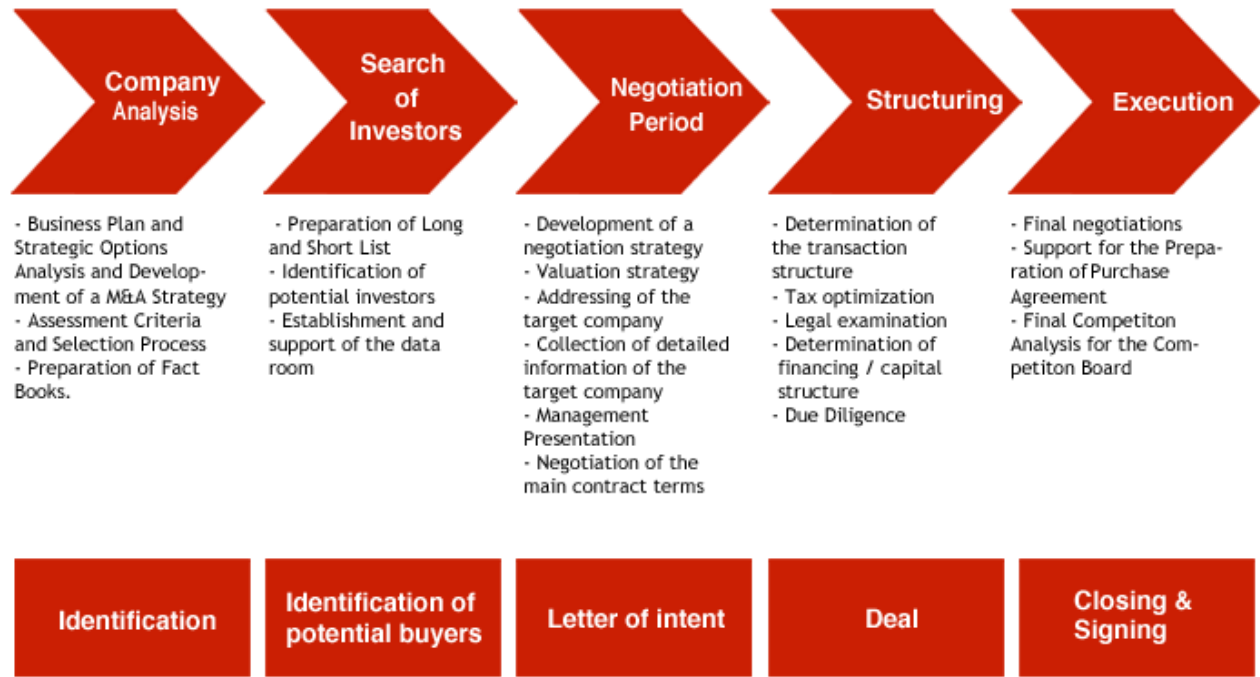 Company
Analysis
Search
of
Investors
Negotiation
Period
Structuring
Execution
- Business Plan and
Strategic Options
Analysis and Develop-
ment of a M&A Strategy
- Assessment Criteria
and Selection Process
- Preparation of Fact
Books.
- Preparation of Long
and Short List
- Identification of
potential investors
- Establishment and
support of the data
room
- Development of a
negotiation strategy
- Valuation strategy
- Addressing of the
target company
- Collection of detailed
information of the
target company
- Management
Presentation
- Negotiation of the
main contract terms
- Determination of
the transaction
structure
- Tax optimization
- Legal examination
- Determination of
financing / capital
structure
- Due Diligence
- Final negotiations
- Support for the Prepa-
ration of Purchase
Agreement
- Final Competiton
Analysis for the Com-
petiton Board
Identification
Identification of
potential buyers
Letter of intent
Deal
Closing &
Signing